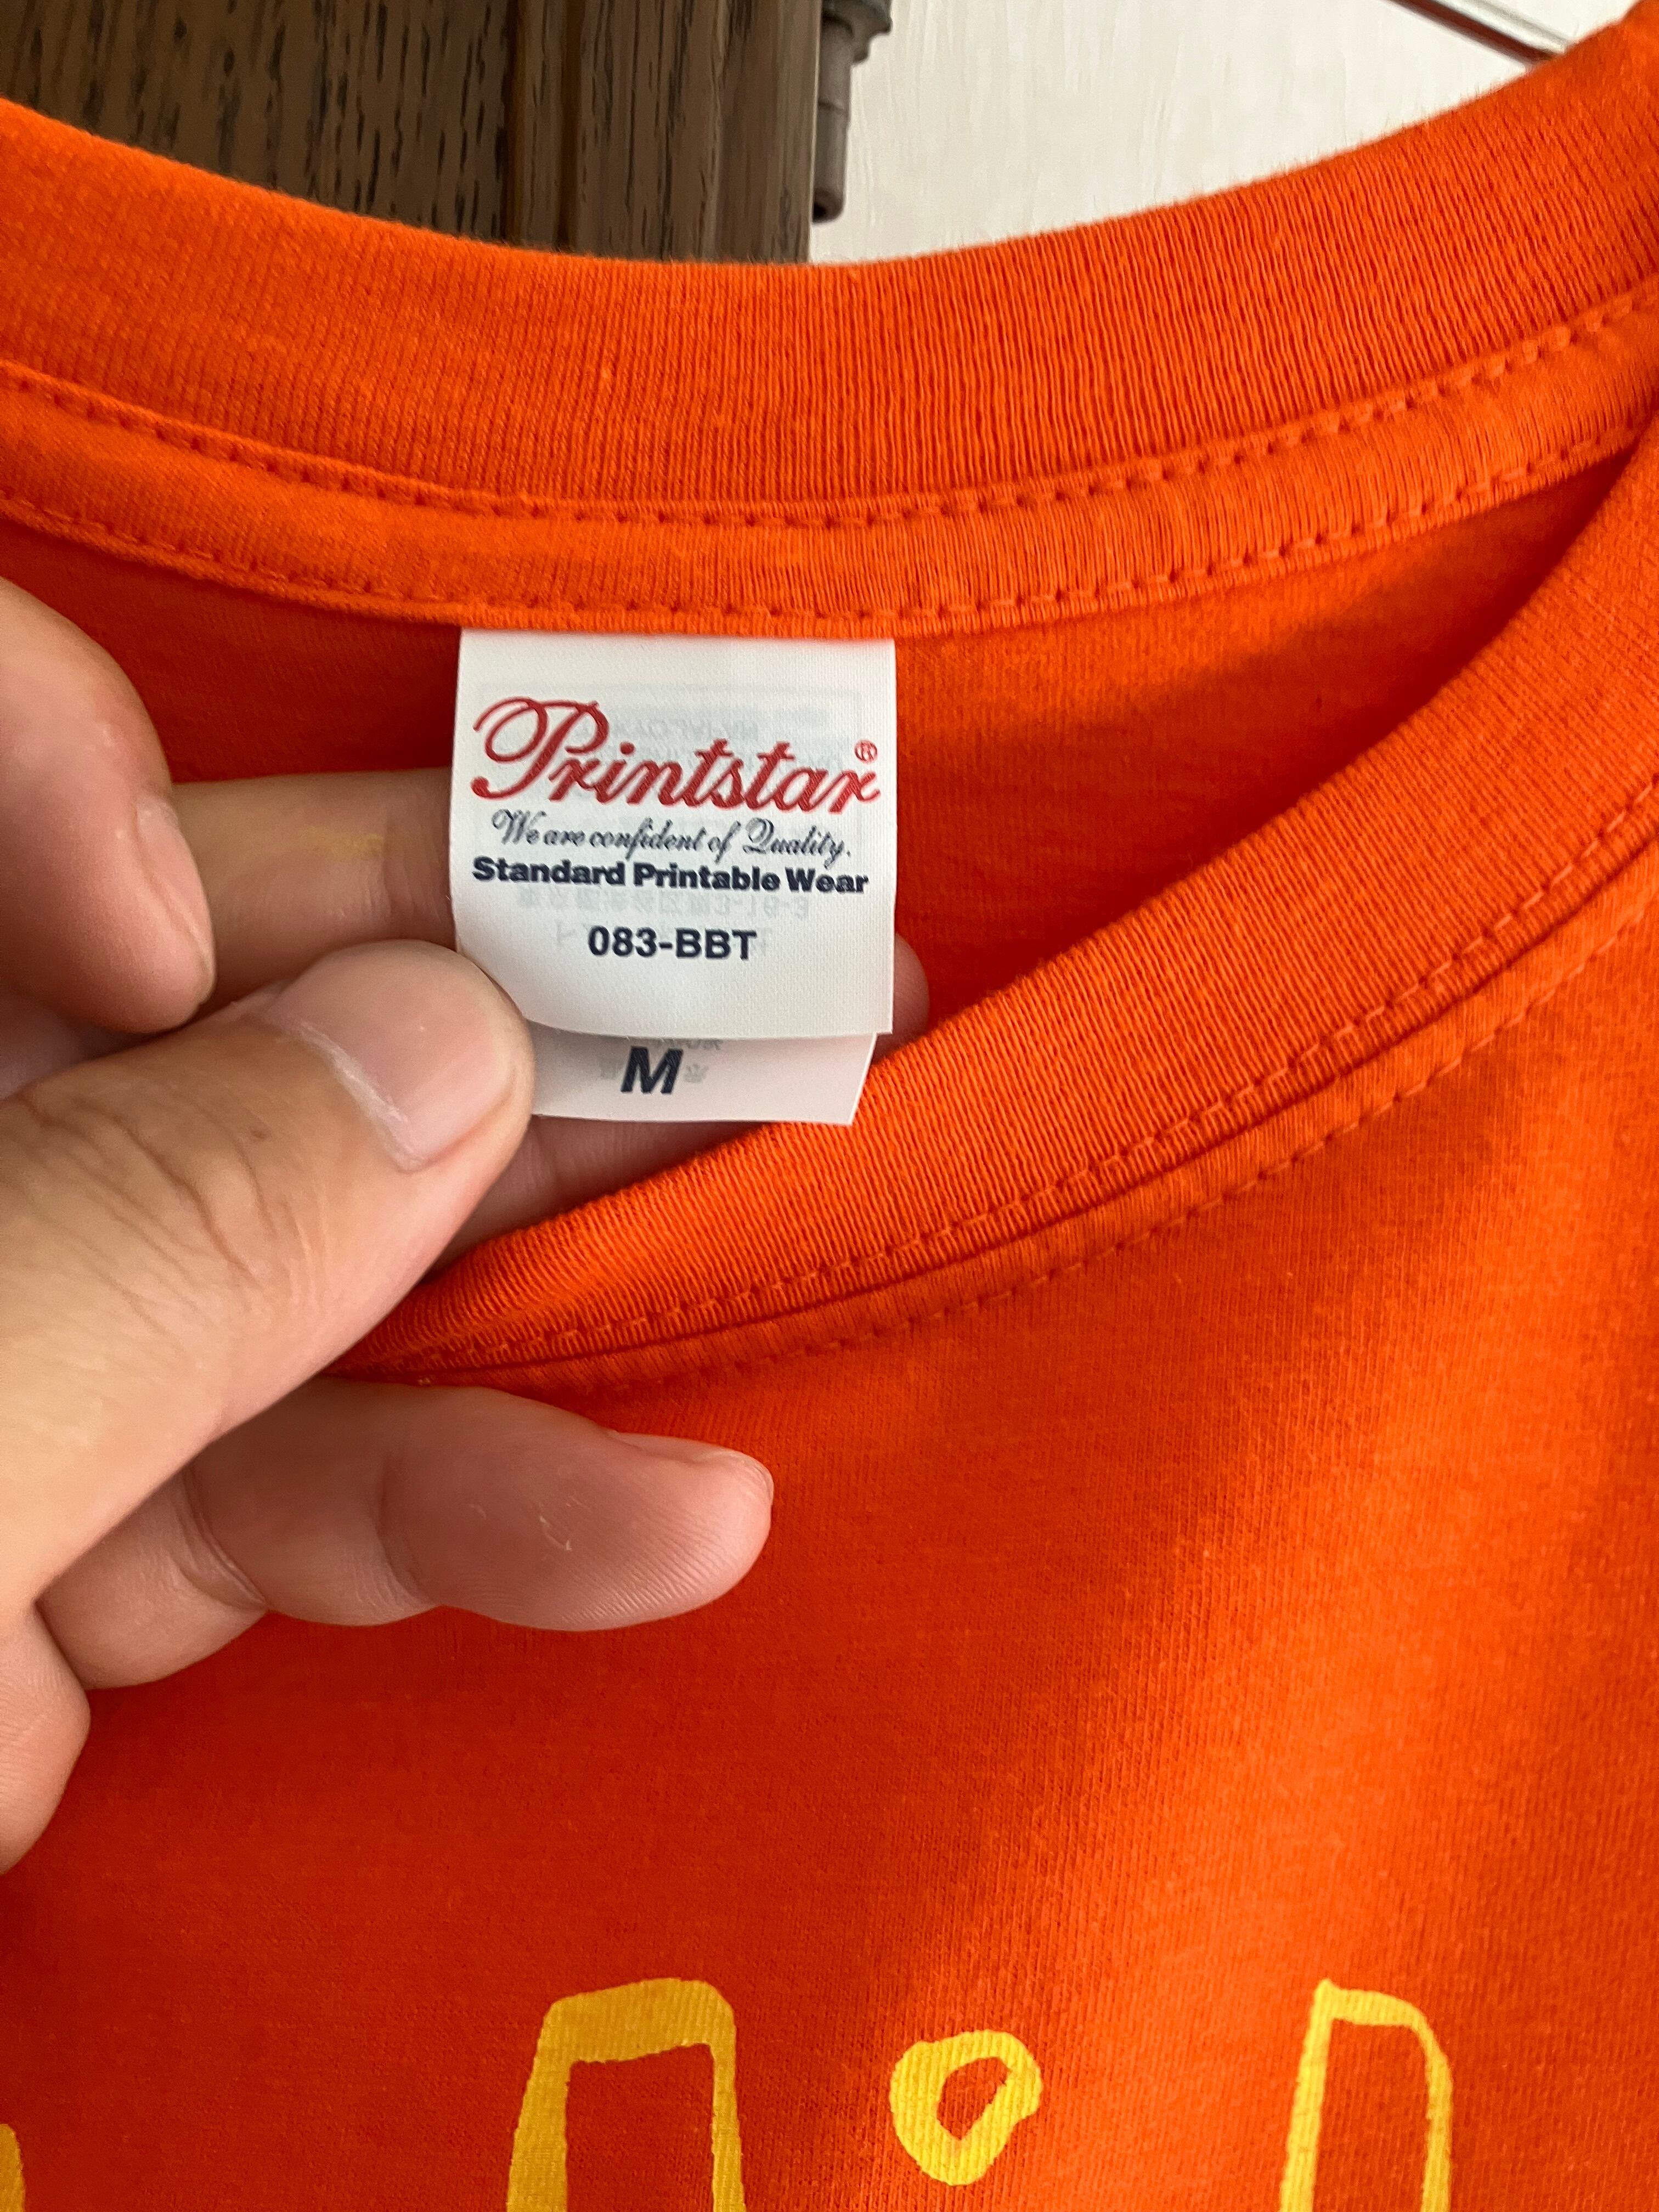 Printstar®
We are confident of Quality.
Standard Printable Wear
083-BBT
M